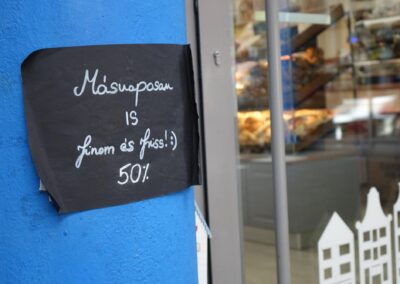 Másnaposan
IS
finom és friss! :)
50%